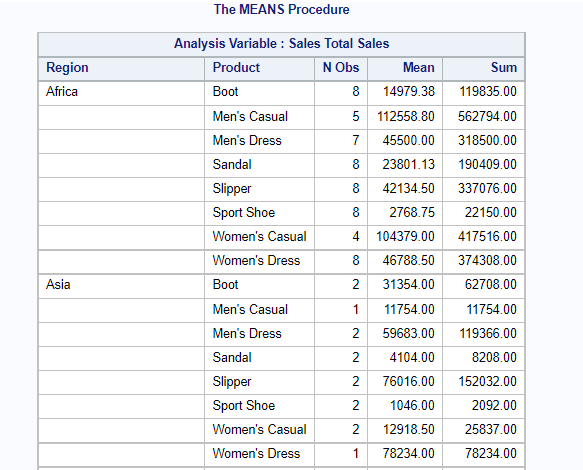 The MEANS Procedure
Analysis Variable : Sales Total Sales
Region Product N Obs Mean Sum
Africa Boot 8 14979.38 119835.00
Men's Casual 5 112558.80 562794.00
Men's Dress 7 45500.00 318500.00
Sandal 8 23801.13 190409.00
Slipper 8 42134.50 337076.00
Sport Shoe 8 2768.75 22150.00
Women's Casual 4 104379.00 417516.00
Women's Dress 8 46788.50 374308.00
Asia Boot 2 31354.00 62708.00
Men's Casual 1 11754.00 11754.00
Men's Dress 2 59683.00 119366.00
Sandal 2 4104.00 8208.00
Slipper 2 76016.00 152032.00
Sport Shoe 2 1046.00 2092.00
Women's Casual 2 12918.50 25837.00
Women's Dress 1 78234.00 78234.00